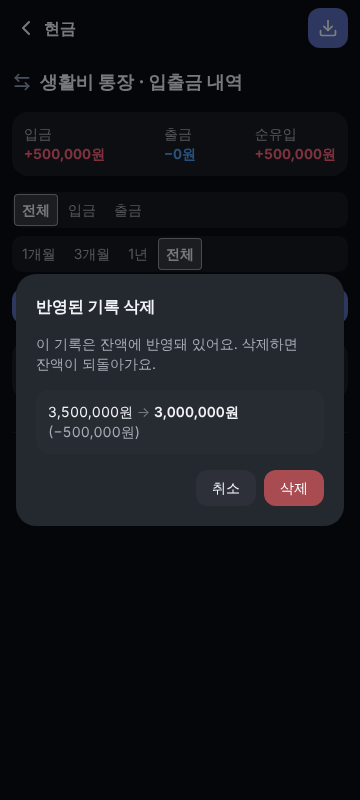 현금
생활비 통장 · 입출금 내역
입금 출금 순유입
+500,000원 −0원 +500,000원
전체 입금 출금
1개월 3개월 1년 전체
반영된 기록 삭제
이 기록은 잔액에 반영돼 있어요. 삭제하면
잔액이 되돌아가요.
3,500,000원 → 3,000,000원
(−500,000원)
취소 삭제